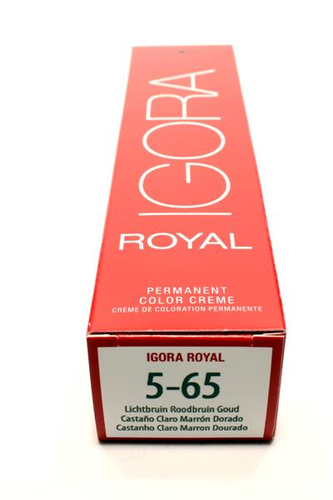 IGORA
ROYAL
PERMANENT
COLOR CREME
CRÈME DE COLORATION PERMANENTE
IGORA ROYAL
5-65
Lichtbruin Roodbruin Goud
Castaño Claro Marrón Dorado
Castanho Claro Marron Dourado